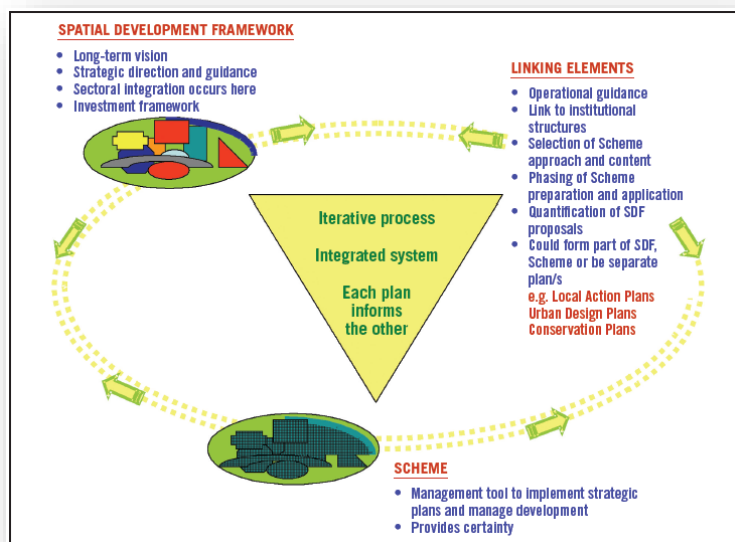 SPATIAL DEVELOPMENT FRAMEWORK
• Long-term vision
• Strategic direction and guidance
• Sectoral integration occurs here
• Investment framework
LINKING ELEMENTS
• Operational guidance
• Link to institutional
structures
• Selection of Scheme
approach and content
• Phasing of Scheme
preparation and application
• Quantification of SDF
proposals
• Could form part of SDF,
Scheme or be separate
plan/s
e.g. Local Action Plans
Urban Design Plans
Conservation Plans
Iterative process
Integrated system
Each plan
informs
the other
SCHEME
• Management tool to implement strategic
plans and manage development
• Provides certainty